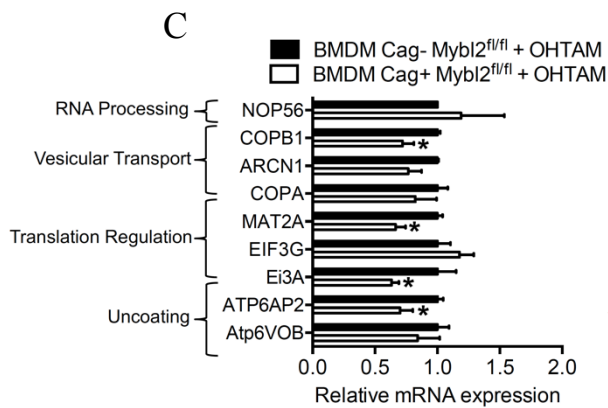 C
BMDM Cag- Mybl2fl/fl + OHTAM
BMDM Cag+ Mybl2fl/fl + OHTAM
RNA Processing
Vesicular Transport
Translation Regulation
Uncoating
NOP56
COPB1
*
ARCN1
COPA
MAT2A
*
EIF3G
Ei3A
*
ATP6AP2
*
Atp6VOB
0.0 0.5 1.0 1.5 2.0
Relative mRNA expression